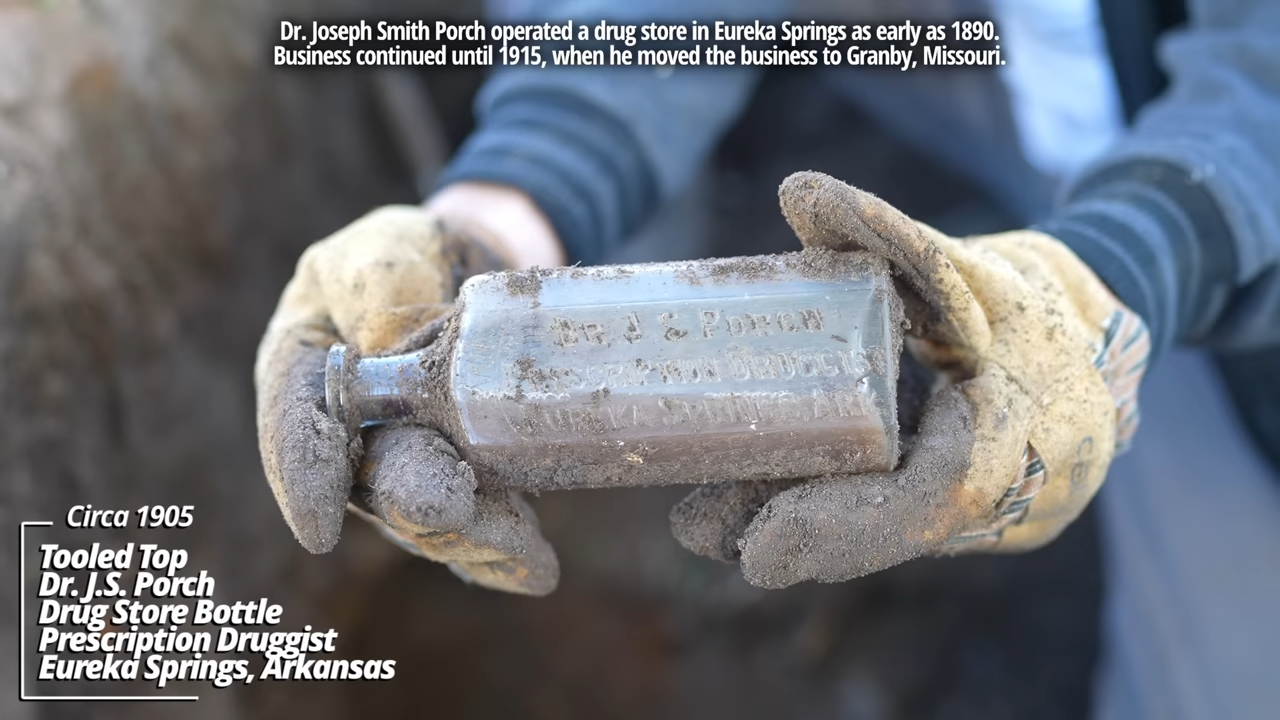 Dr. Joseph Smith Porch operated a drug store in Eureka Springs as early as 1890.
Business continued until 1915, when he moved the business to Granby, Missouri.
DR. J S PORCH
PRESCRIPTION DRUGGIST
EUREKA SPRINGS, ARK
Circa 1905
Tooled Top
Dr. J.S. Porch
Drug Store Bottle
Prescription Druggist
Eureka Springs, Arkansas